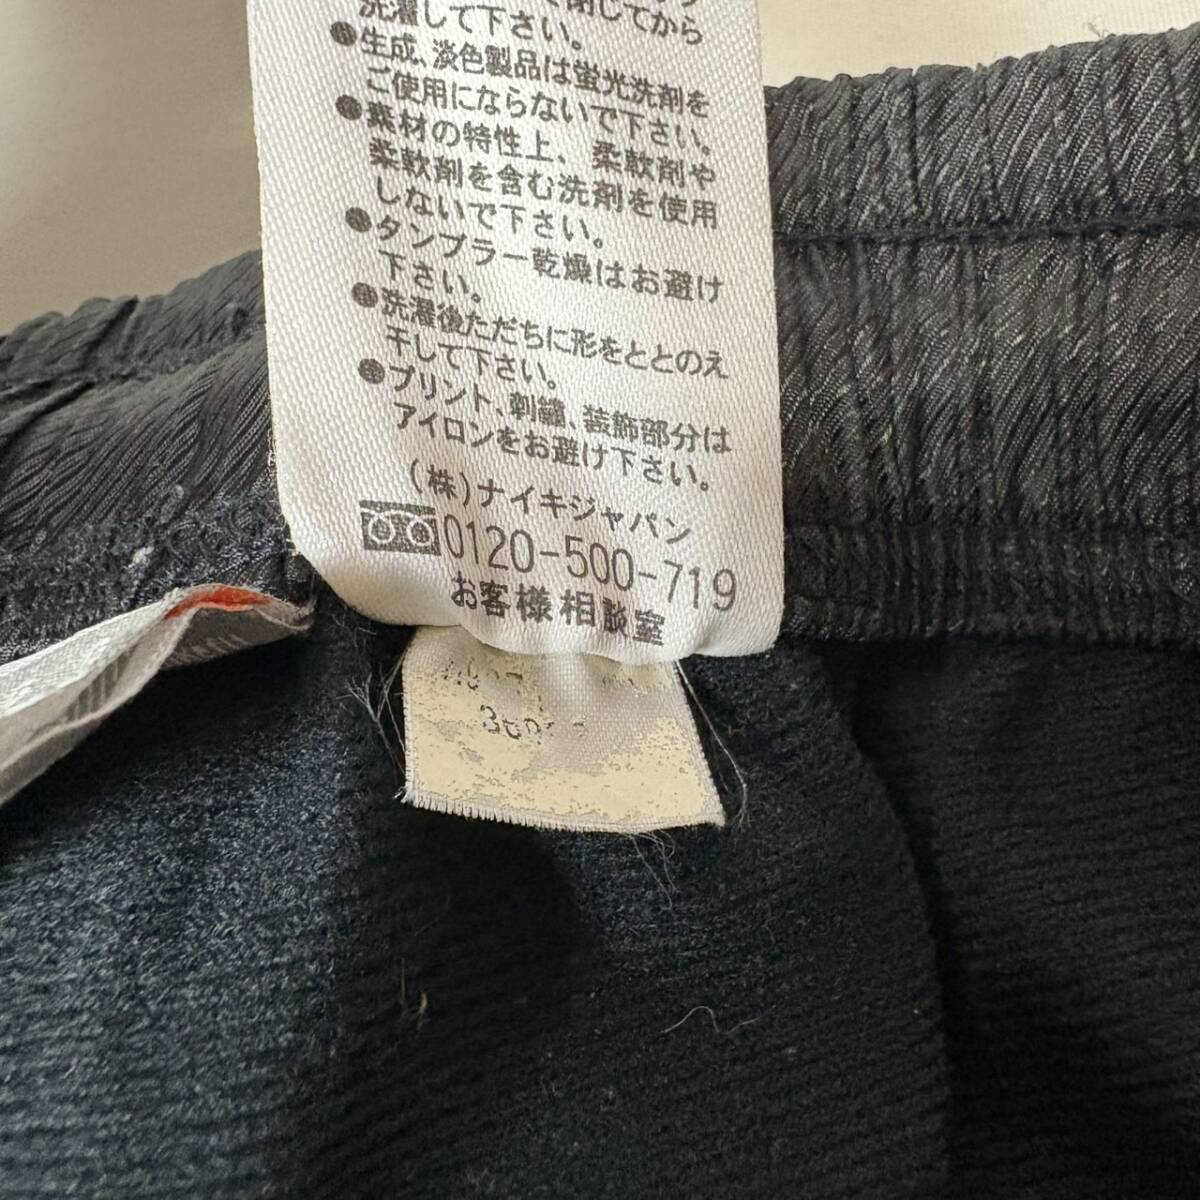 閉じてから
洗濯して下さい。
●生成、淡色製品は蛍光洗剤を
ご使用にならないで下さい。
●素材の特性上、柔軟剤や
柔軟剤を含む洗剤を使用
しないで下さい。
●タンブラー乾燥はお避け
下さい。
●洗濯後ただちに形をととのえ
干して下さい。
●プリント、刺繍、装飾部分は
アイロンをお避け下さい。
(株)ナイキジャパン
0120-500-719
お客様相談室